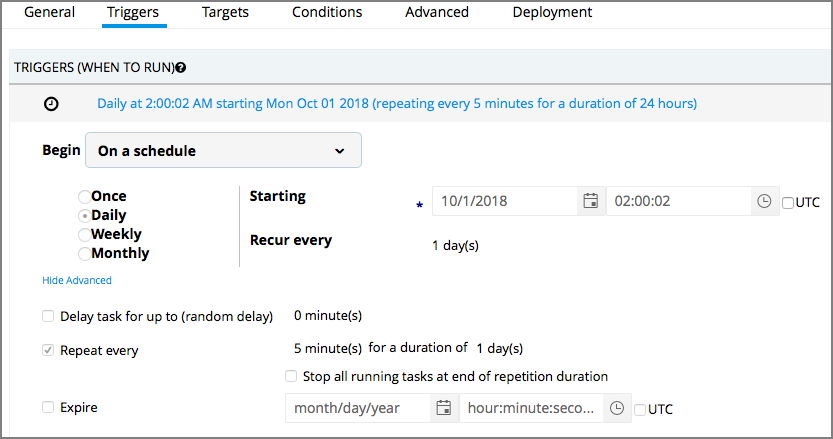 General Triggers Targets Conditions Advanced Deployment
TRIGGERS (WHEN TO RUN)?
Daily at 2:00:02 AM starting Mon Oct 01 2018 (repeating every 5 minutes for a duration of 24 hours)
Begin On a schedule
Once Starting * 10/1/2018 02:00:02 UTC
Daily
Weekly Recur every 1 day(s)
Monthly
Hide Advanced
Delay task for up to (random delay) 0 minute(s)
Repeat every 5 minute(s) for a duration of 1 day(s)
Stop all running tasks at end of repetition duration
Expire month/day/year hour:minute:seco... UTC